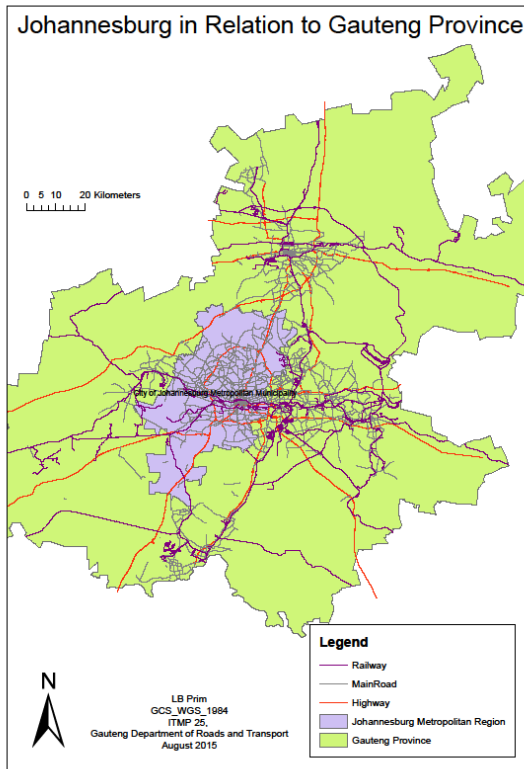 Johannesburg in Relation to Gauteng Province
0 5 10 20 Kilometers
City of Johannesburg Metropolitan Municipality
Legend
Railway
MainRoad
Highway
Johannesburg Metropolitan Region
Gauteng Province
N
LB Prim
GCS_WGS_1984
ITMP 25,
Gauteng Department of Roads and Transport
August 2015